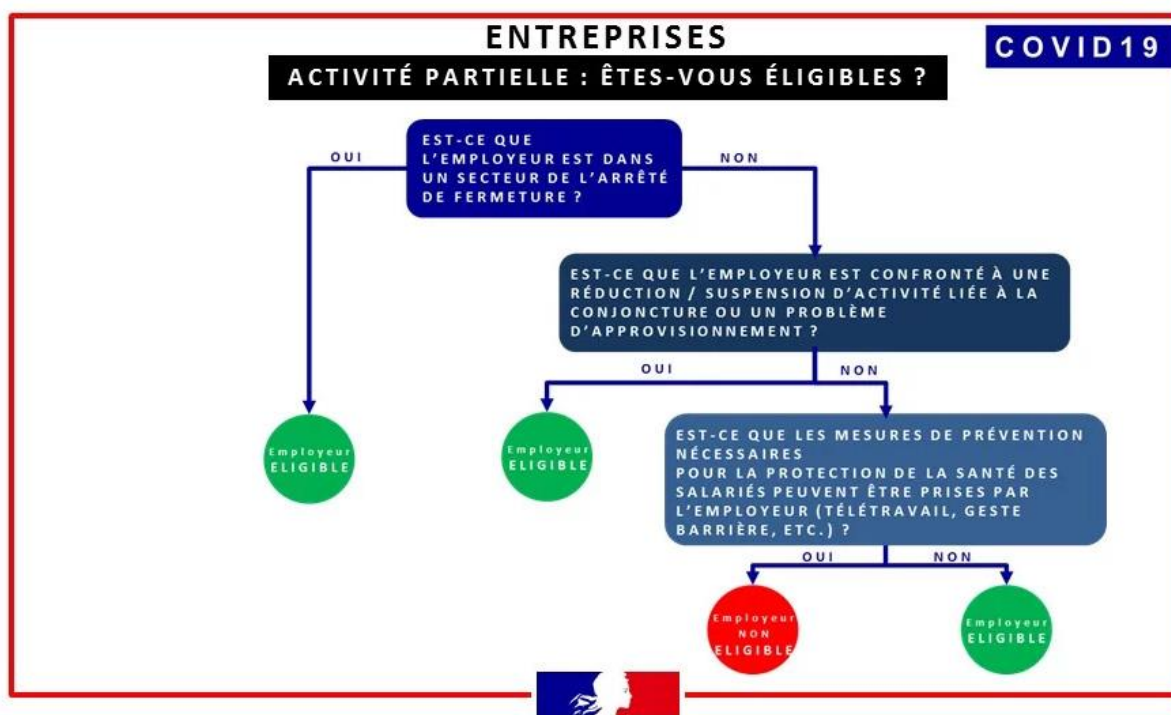 ENTREPRISES
COVID19
ACTIVITÉ PARTIELLE : ÊTES-VOUS ÉLIGIBLES ?
EST-CE QUE
L'EMPLOYEUR EST DANS
UN SECTEUR DE L'ARRÊTÉ
DE FERMETURE ?
OUI
NON
EST-CE QUE L'EMPLOYEUR EST CONFRONTÉ À UNE
RÉDUCTION / SUSPENSION D'ACTIVITÉ LIÉE À LA
CONJONCTURE OU UN PROBLÈME
D'APPROVISIONNEMENT ?
OUI
NON
Employeur
ELIGIBLE
Employeur
ELIGIBLE
EST-CE QUE LES MESURES DE PRÉVENTION
NÉCESSAIRES
POUR LA PROTECTION DE LA SANTÉ DES
SALARIÉS PEUVENT ÊTRE PRISES PAR
L'EMPLOYEUR (TÉLÉTRAVAIL, GESTE
BARRIÈRE, ETC.) ?
OUI
NON
Employeur
NON
ELIGIBLE
Employeur
ELIGIBLE